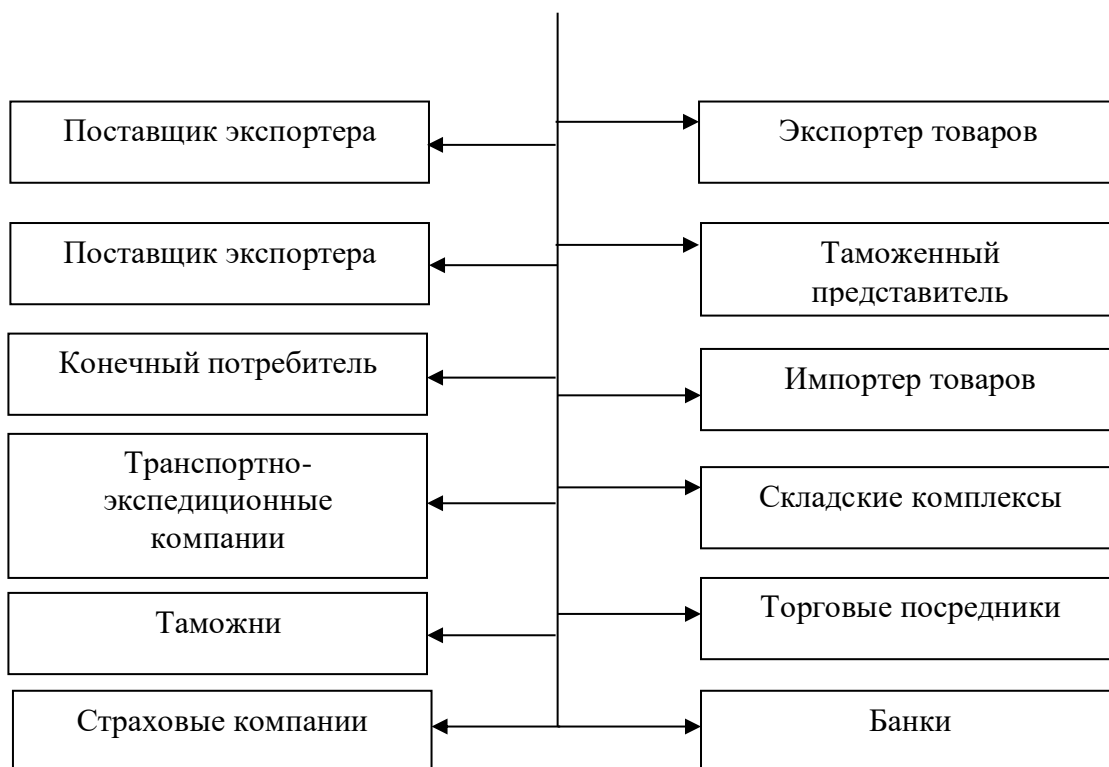 Поставщик экспортера
Экспортер товаров
Поставщик экспортера
Таможенный
представитель
Конечный потребитель
Импортер товаров
Транспортно-
экспедиционные
компании
Складские комплексы
Таможни
Торговые посредники
Страховые компании
Банки